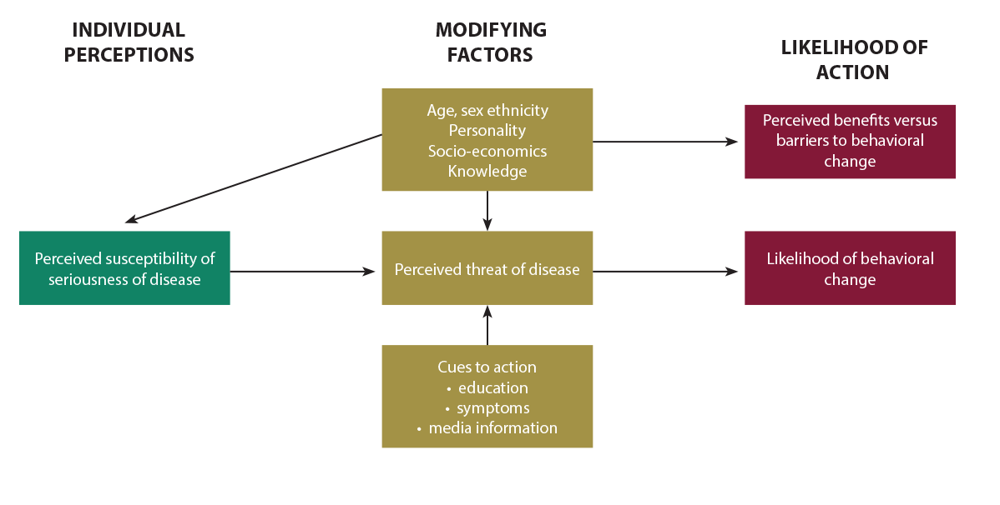 INDIVIDUAL
PERCEPTIONS
MODIFYING
FACTORS
LIKELIHOOD OF
ACTION
Age, sex ethnicity
Personality
Socio-economics
Knowledge
Perceived benefits versus
barriers to behavioral
change
Perceived susceptibility of
seriousness of disease
Perceived threat of disease
Likelihood of behavioral
change
Cues to action
• education
• symptoms
• media information